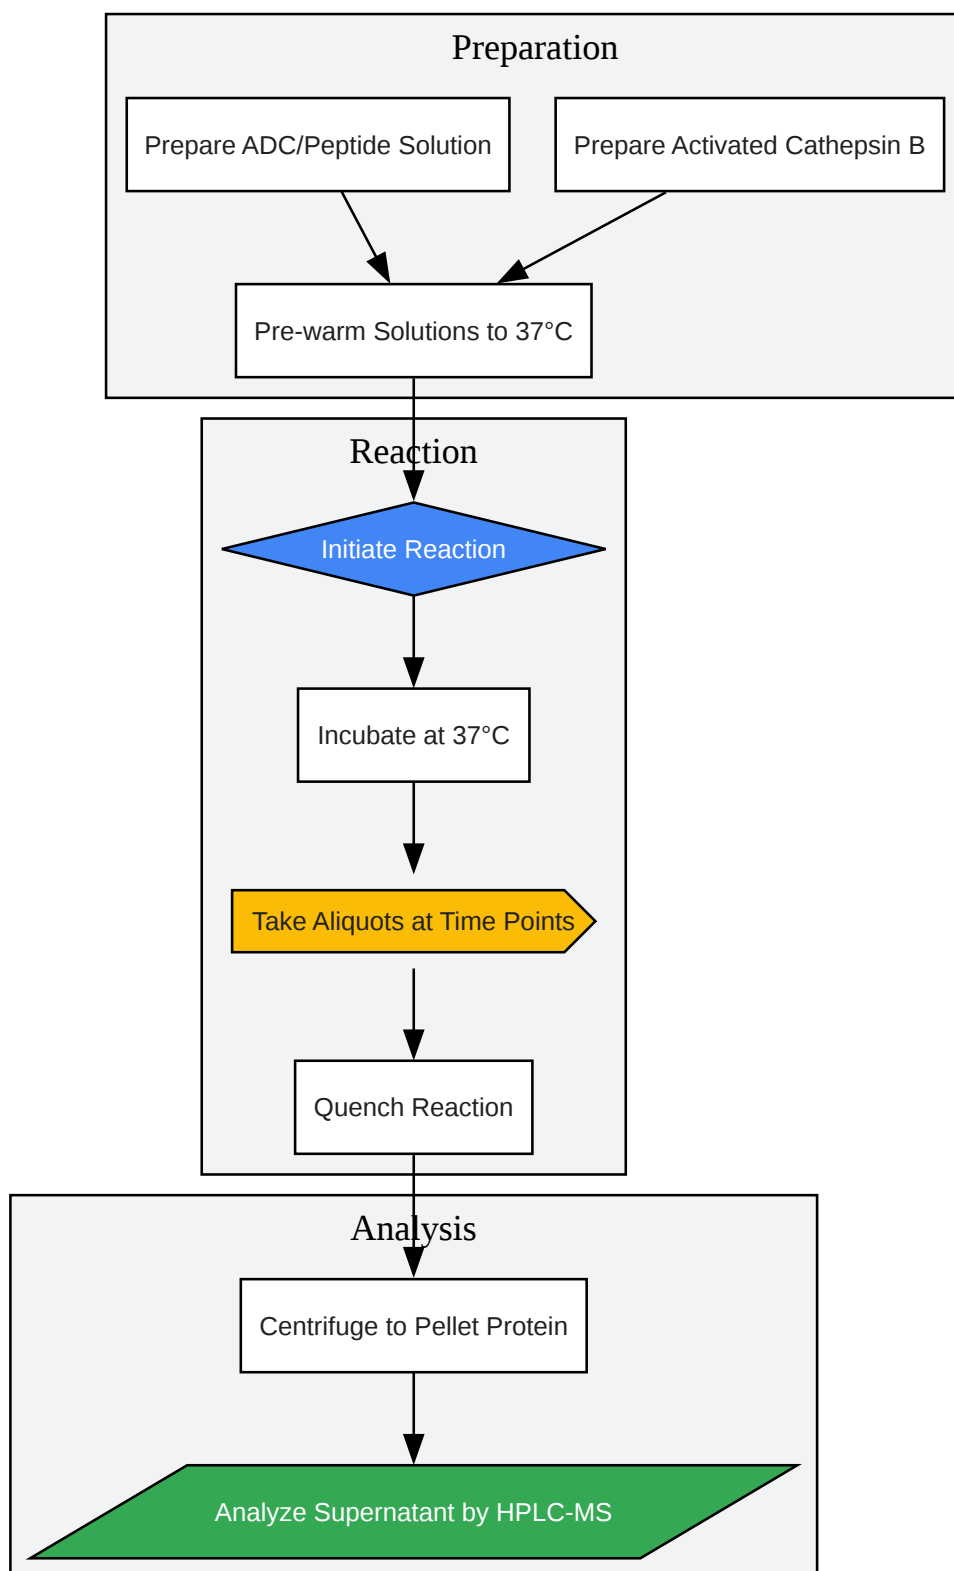 Preparation
Prepare ADC/Peptide Solution
Prepare Activated Cathepsin B
Pre-warm Solutions to 37°C
Reaction
Initiate Reaction
Incubate at 37°C
Take Aliquots at Time Points
Quench Reaction
Analysis
Centrifuge to Pellet Protein
Analyze Supernatant by HPLC-MS